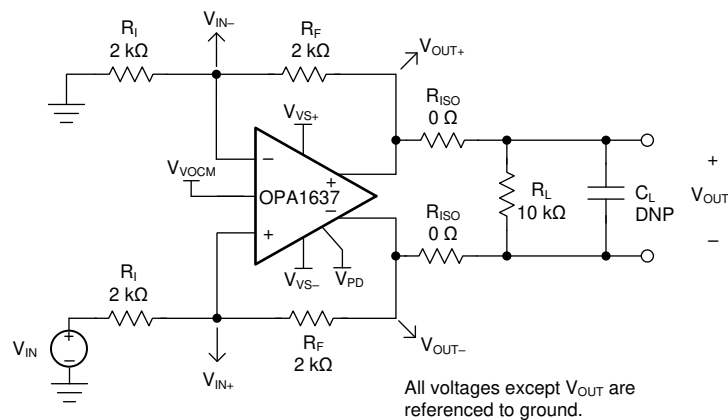 R_I
2 kΩ
V_IN–
R_F
2 kΩ
V_OUT+
R_ISO
0 Ω
V_VS+
V_VOCM
–
+
OPA1637
–
+
R_L
10 kΩ
C_L
DNP
+
V_OUT
–
R_ISO
0 Ω
V_VS–
V_PD
R_I
2 kΩ
V_IN
+
–
V_IN+
R_F
2 kΩ
V_OUT–
All voltages except V_OUT are
referenced to ground.